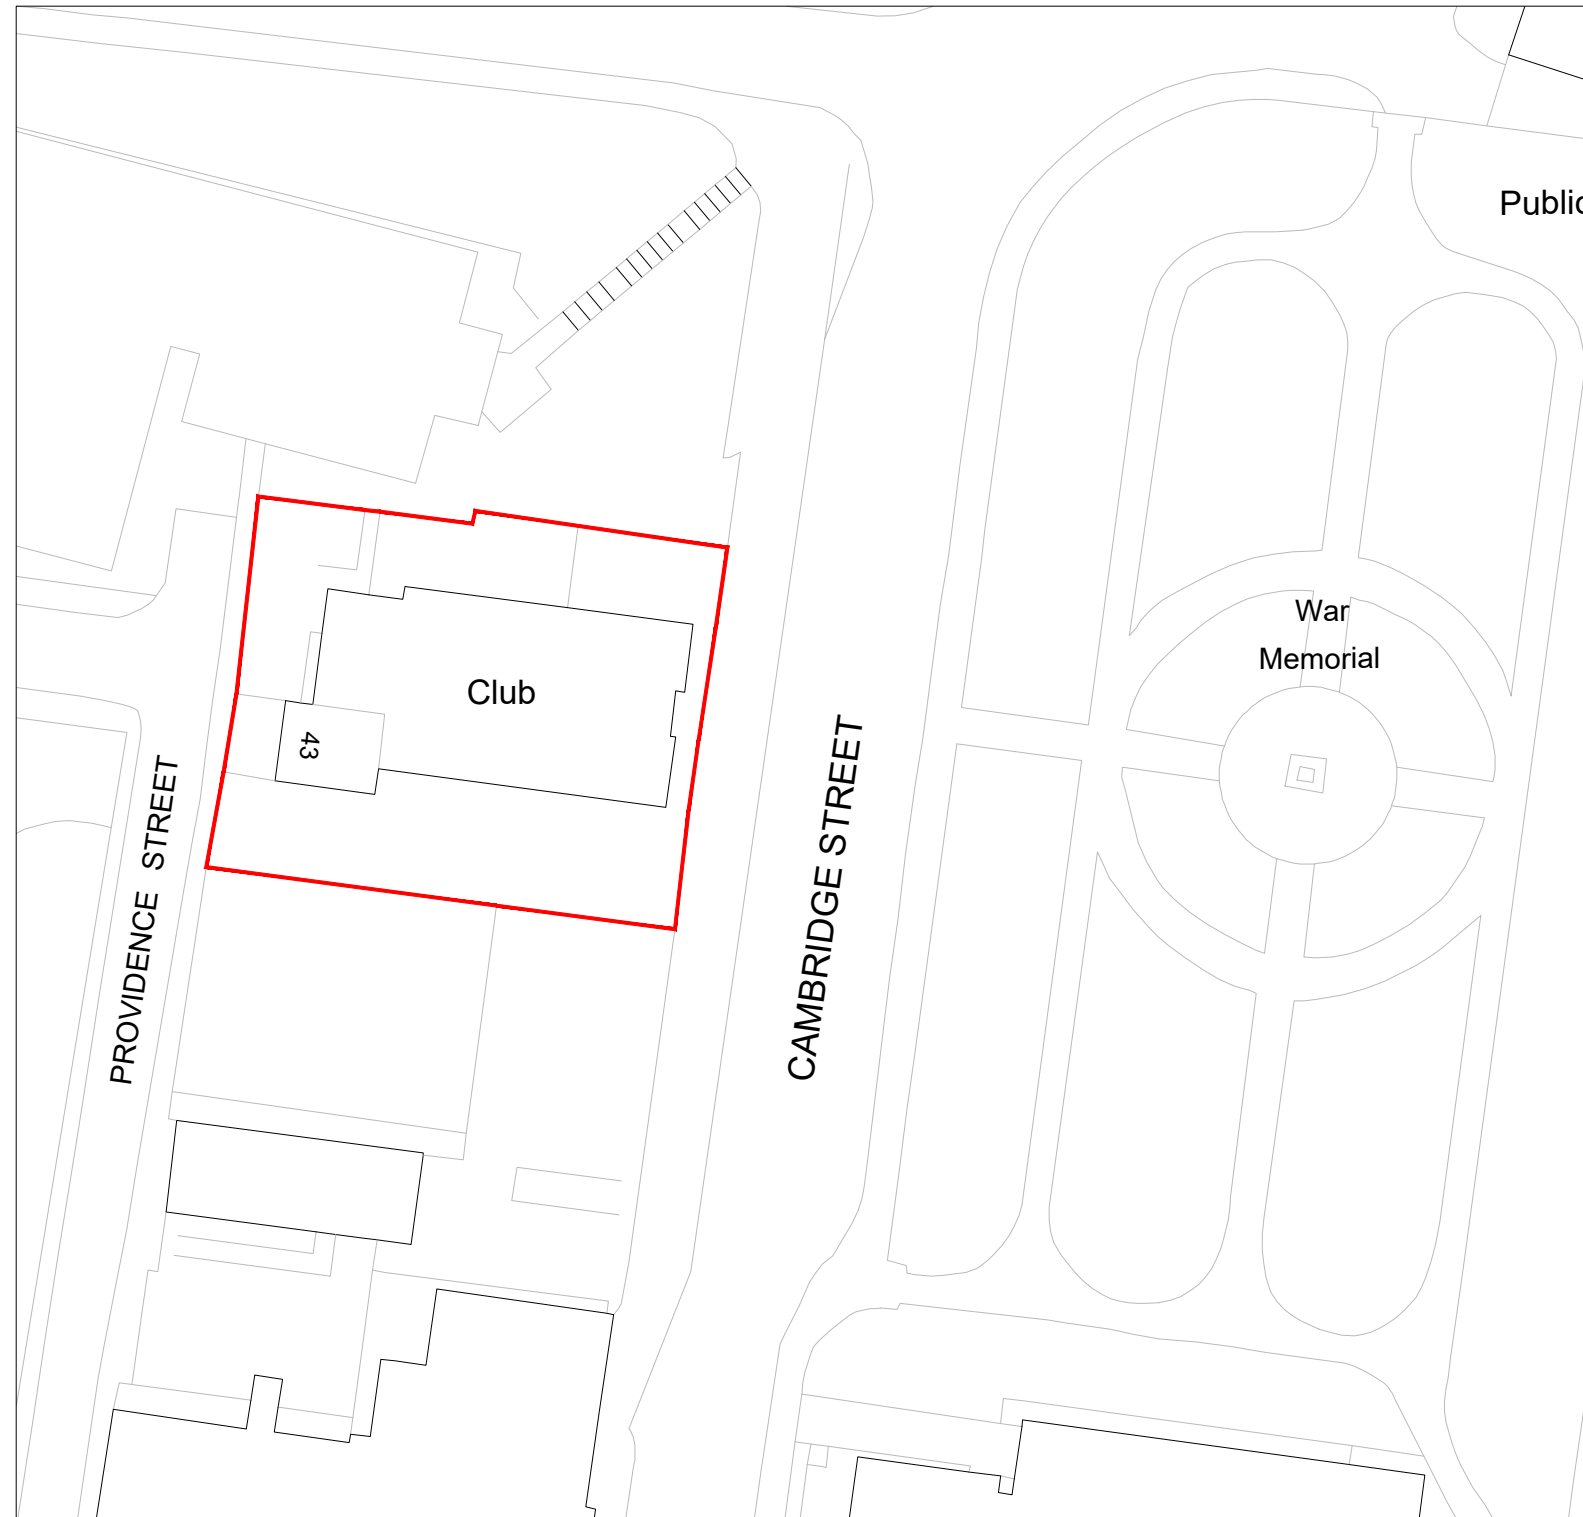 Public
War
Memorial
Club
43
CAMBRIDGE STREET
PROVIDENCE STREET